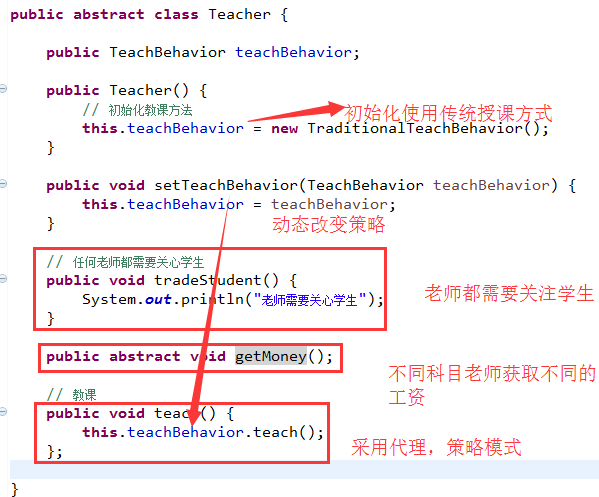 public abstract class Teacher {
public TeachBehavior teachBehavior;
public Teacher() {
// 初始化教课方法
初始化使用传统授课方式
this.teachBehavior = new TraditionalTeachBehavior();
}
public void setTeachBehavior(TeachBehavior teachBehavior) {
this.teachBehavior = teachBehavior;
动态改变策略
}
// 任何老师都需要关心学生
public void tradeStudent() {
System.out.println("老师需要关心学生");
老师都需要关注学生
}
public abstract void getMoney();
不同科目老师获取不同的
工资
// 教课
public void teach() {
this.teachBehavior.teach();
采用代理，策略模式
};
}